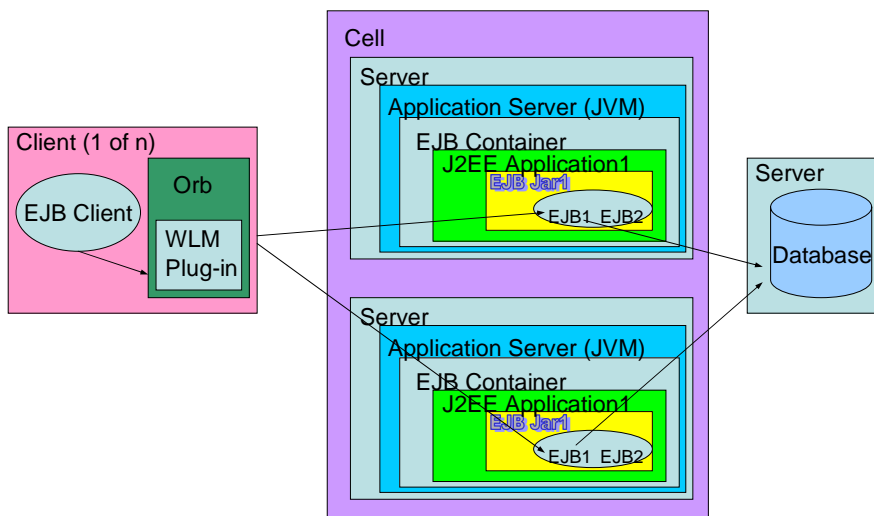 Client (1 of n)
EJB Client
Orb
WLM
Plug-in
Cell
Server
Application Server (JVM)
EJB Container
J2EE Application1
EJB Jar1
EJB1 EJB2
Server
Application Server (JVM)
EJB Container
J2EE Application1
EJB Jar1
EJB1 EJB2
Server
Database